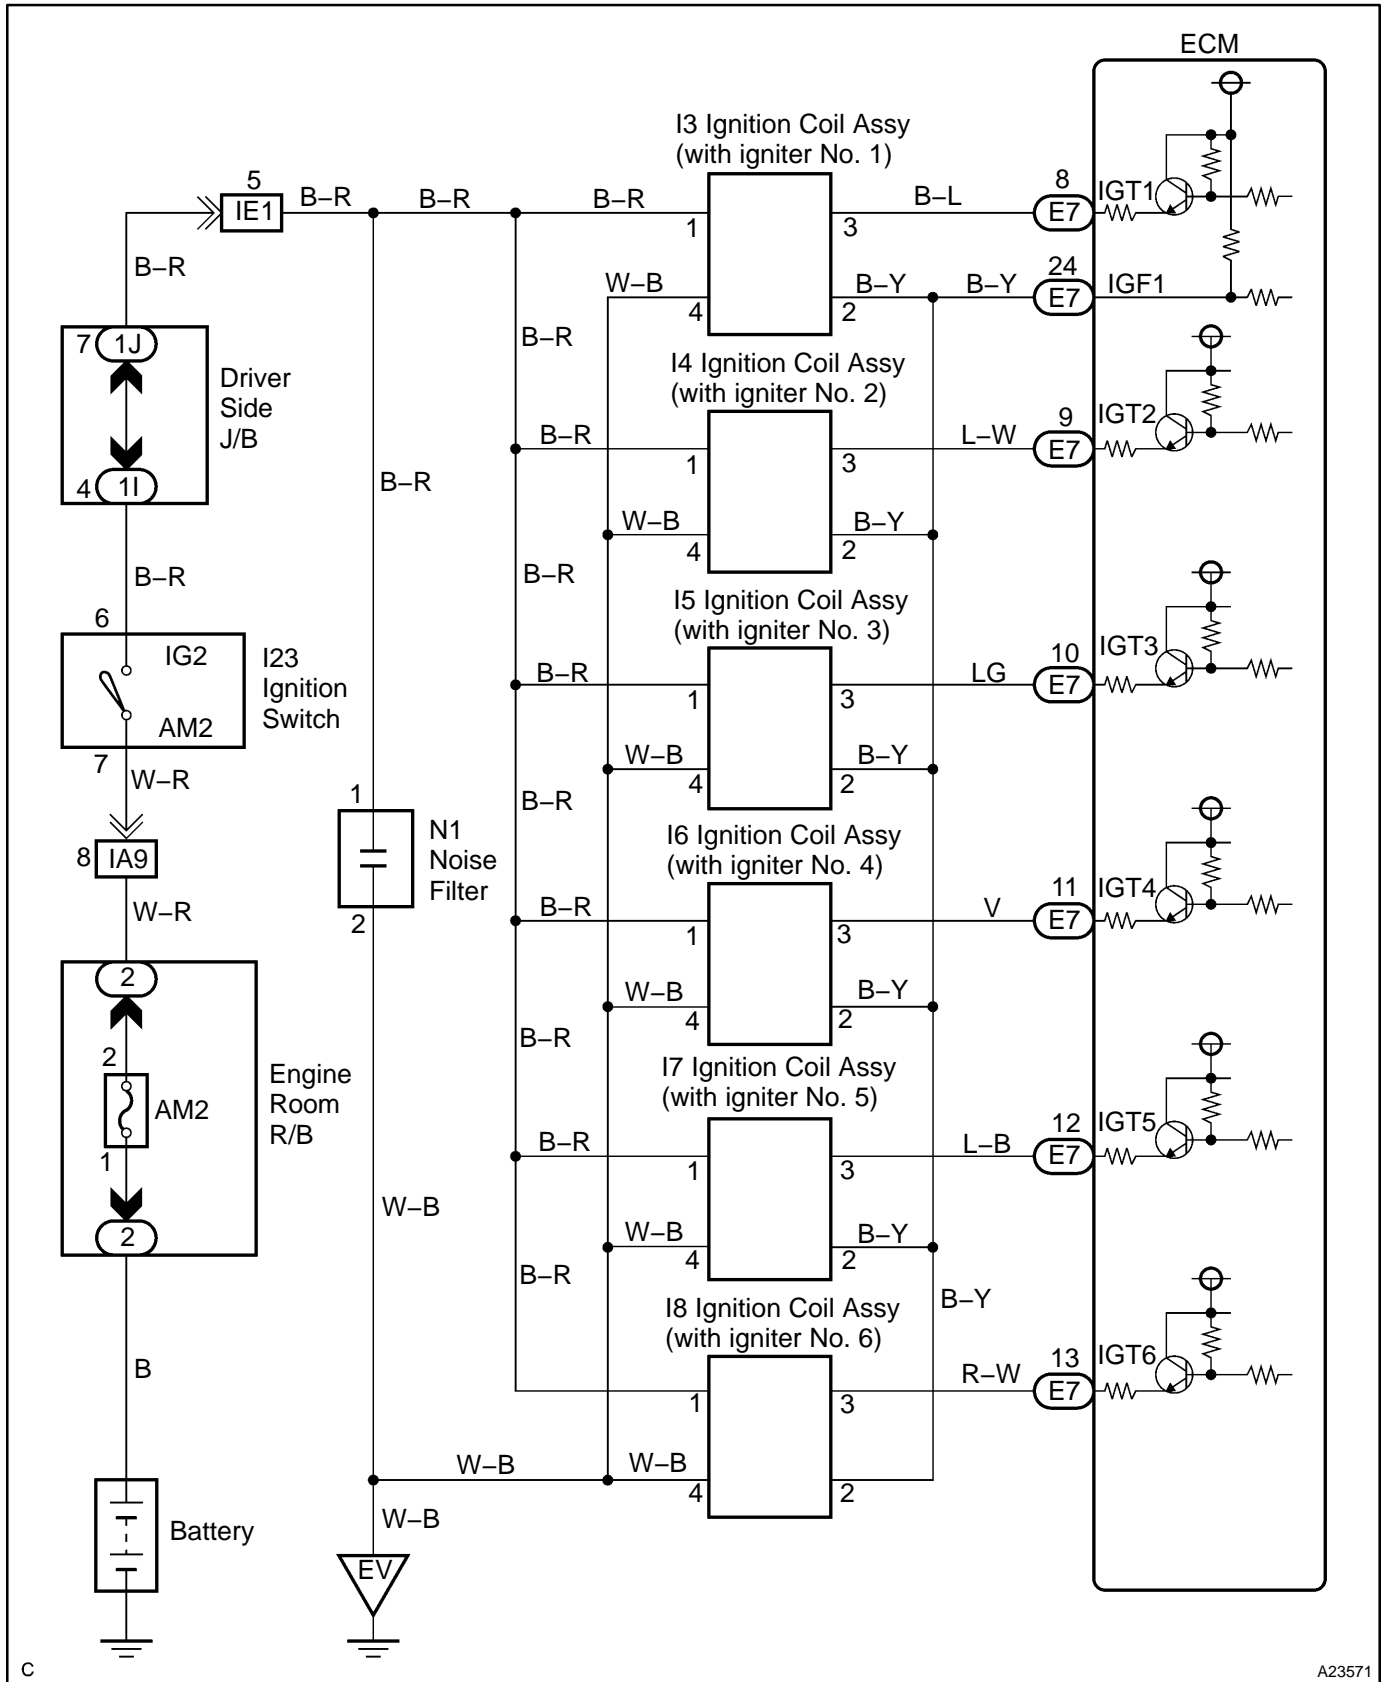 ECM
I3 Ignition Coil Assy
(with igniter No. 1)
5
IE1
B–R
B–R
B–R
1
3
B–L
8
E7
IGT1
B–R
W–B
4
2
B–Y
B–Y
24
E7
IGF1
7
1J
Driver
Side
J/B
4
1I
B–R
I4 Ignition Coil Assy
(with igniter No. 2)
B–R
1
3
L–W
9
E7
IGT2
B–R
W–B
4
2
B–Y
B–R
B–R
I5 Ignition Coil Assy
(with igniter No. 3)
6
IG2
AM2
7
I23
Ignition
Switch
B–R
1
3
LG
10
E7
IGT3
W–R
W–B
4
2
B–Y
8
IA9
W–R
1
N1
Noise
Filter
2
B–R
I6 Ignition Coil Assy
(with igniter No. 4)
B–R
1
3
V
11
E7
IGT4
W–B
4
2
B–Y
2
2
AM2
1
2
Engine
Room
R/B
B–R
I7 Ignition Coil Assy
(with igniter No. 5)
B–R
1
3
L–B
12
E7
IGT5
W–B
W–B
4
2
B–Y
B–R
B–Y
I8 Ignition Coil Assy
(with igniter No. 6)
B
1
3
R–W
13
E7
IGT6
W–B
W–B
4
2
Battery
W–B
EV
C
A23571